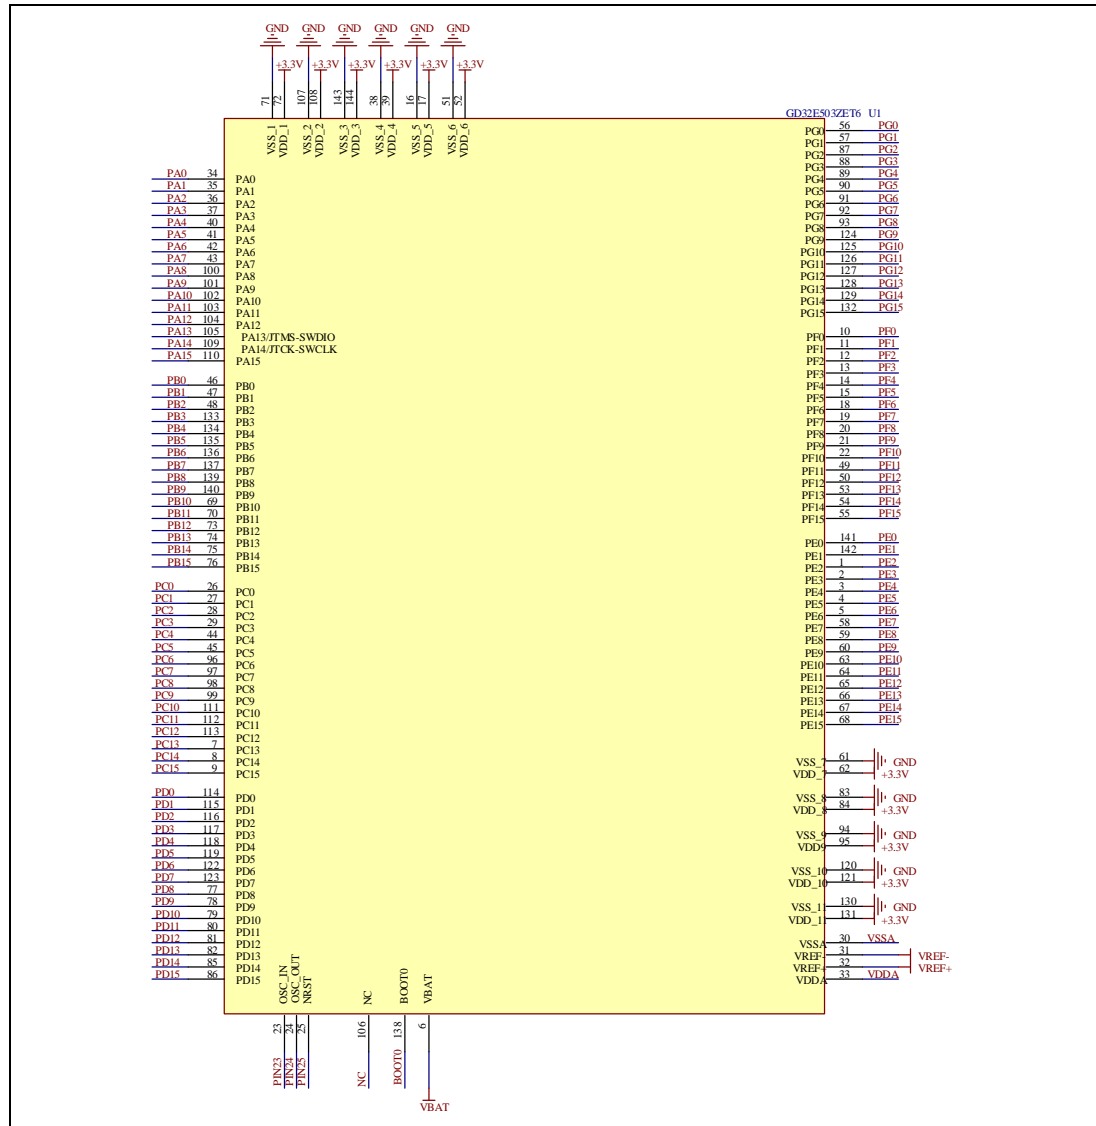 GND GND GND GND GND GND
+3.3V +3.3V +3.3V +3.3V +3.3V +3.3V
71 72 107 108 143 144 38 39 16 17 51 52
VSS_1 VDD_1 VSS_2 VDD_2 VSS_3 VDD_3 VSS_4 VDD_4 VSS_5 VDD_5 VSS_6 VDD_6
GD32E503ZET6 U1
PA0 34 PA0
PA1 35 PA1
PA2 36 PA2
PA3 37 PA3
PA4 40 PA4
PA5 41 PA5
PA6 42 PA6
PA7 43 PA7
PA8 100 PA8
PA9 101 PA9
PA10 102 PA10
PA11 103 PA11
PA12 104 PA12
PA13 105 PA13/JTMS-SWDIO
PA14 109 PA14/JTCK-SWCLK
PA15 110 PA15
PB0 46 PB0
PB1 47 PB1
PB2 48 PB2
PB3 133 PB3
PB4 134 PB4
PB5 135 PB5
PB6 136 PB6
PB7 137 PB7
PB8 139 PB8
PB9 140 PB9
PB10 69 PB10
PB11 70 PB11
PB12 73 PB12
PB13 74 PB13
PB14 75 PB14
PB15 76 PB15
PC0 26 PC0
PC1 27 PC1
PC2 28 PC2
PC3 29 PC3
PC4 44 PC4
PC5 45 PC5
PC6 96 PC6
PC7 97 PC7
PC8 98 PC8
PC9 99 PC9
PC10 111 PC10
PC11 112 PC11
PC12 113 PC12
PC13 7 PC13
PC14 8 PC14
PC15 9 PC15
PD0 114 PD0
PD1 115 PD1
PD2 116 PD2
PD3 117 PD3
PD4 118 PD4
PD5 119 PD5
PD6 122 PD6
PD7 123 PD7
PD8 77 PD8
PD9 78 PD9
PD10 79 PD10
PD11 80 PD11
PD12 81 PD12
PD13 82 PD13
PD14 85 PD14
PD15 86 PD15
PG0 56 PG0
PG1 57 PG1
PG2 87 PG2
PG3 88 PG3
PG4 89 PG4
PG5 90 PG5
PG6 91 PG6
PG7 92 PG7
PG8 93 PG8
PG9 124 PG9
PG10 125 PG10
PG11 126 PG11
PG12 127 PG12
PG13 128 PG13
PG14 129 PG14
PG15 132 PG15
PF0 10 PF0
PF1 11 PF1
PF2 12 PF2
PF3 13 PF3
PF4 14 PF4
PF5 15 PF5
PF6 18 PF6
PF7 19 PF7
PF8 20 PF8
PF9 21 PF9
PF10 22 PF10
PF11 49 PF11
PF12 50 PF12
PF13 53 PF13
PF14 54 PF14
PF15 55 PF15
PE0 141 PE0
PE1 142 PE1
PE2 1 PE2
PE3 2 PE3
PE4 3 PE4
PE5 4 PE5
PE6 5 PE6
PE7 58 PE7
PE8 59 PE8
PE9 60 PE9
PE10 63 PE10
PE11 64 PE11
PE12 65 PE12
PE13 66 PE13
PE14 67 PE14
PE15 68 PE15
VSS_7 61 GND
VDD_7 62 +3.3V
VSS_8 83 GND
VDD_8 84 +3.3V
VSS_9 94 GND
VDD9 95 +3.3V
VSS_10 120 GND
VDD_10 121 +3.3V
VSS_11 130 GND
VDD_11 131 +3.3V
VSSA 30 VSSA
VREF- 31 VREF-
VREF+ 32 VREF+
VDDA 33 VDDA
OSC_IN OSC_OUT NRST NC BOOT0 VBAT
23 24 25 106 138 6
PIN23 PIN24 PIN25 NC BOOT0 VBAT